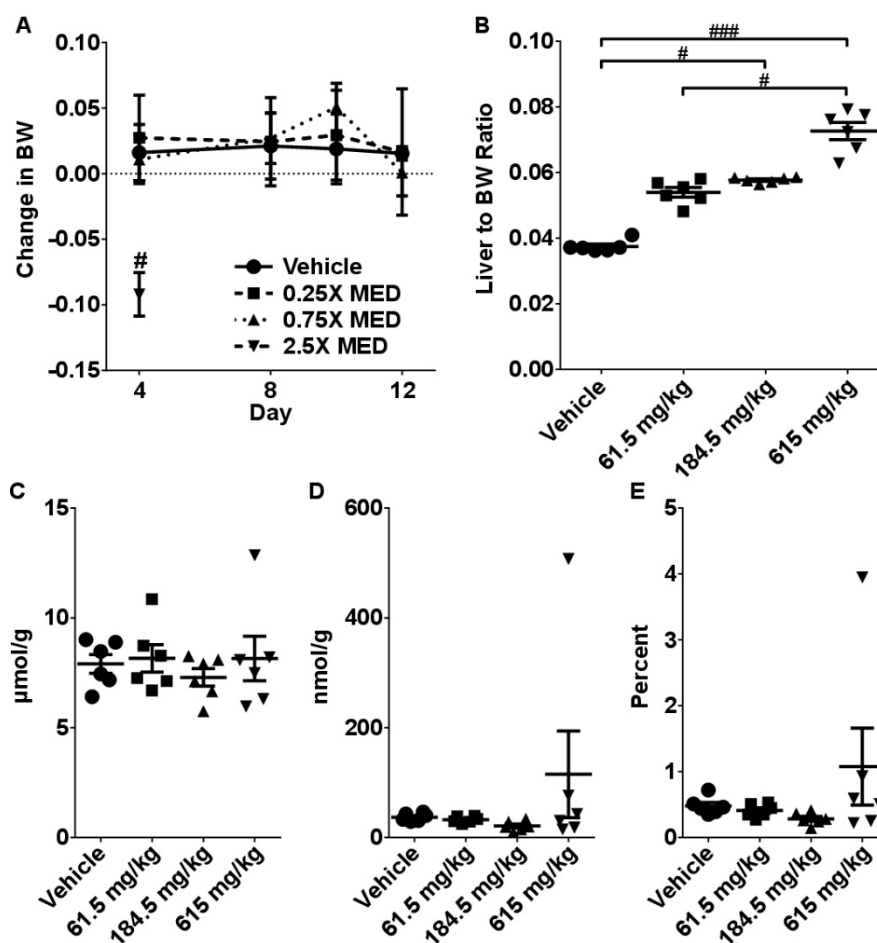 A
Change in BW
0.10
0.05
0.00
-0.05
-0.10
-0.15
#
Vehicle
0.25X MED
0.75X MED
2.5X MED
4
8
12
Day
B
Liver to BW Ratio
0.10
0.08
0.06
0.04
0.02
0.00
###
#
#
Vehicle
61.5 mg/kg
184.5 mg/kg
615 mg/kg
C
µmol/g
15
10
5
0
Vehicle
61.5 mg/kg
184.5 mg/kg
615 mg/kg
D
nmol/g
600
400
200
0
Vehicle
61.5 mg/kg
184.5 mg/kg
615 mg/kg
E
Percent
5
4
3
2
1
0
Vehicle
61.5 mg/kg
184.5 mg/kg
615 mg/kg